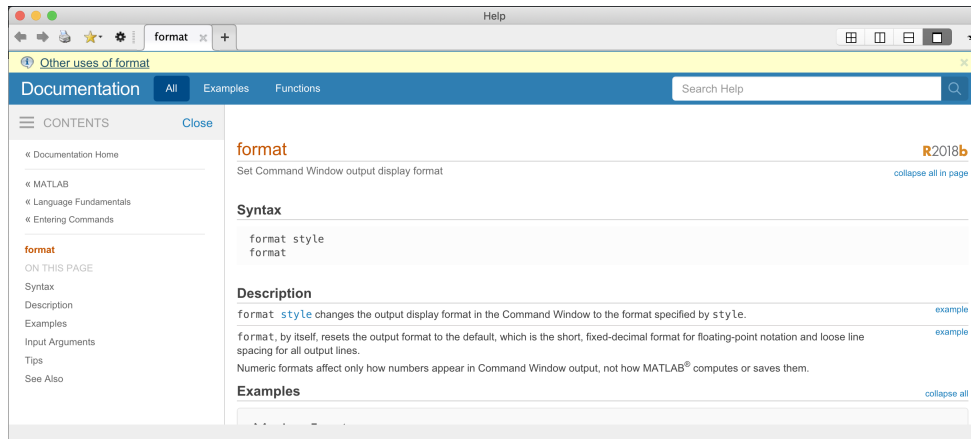 Help
format
Other uses of format
Documentation All Examples Functions Search Help
CONTENTS Close
« Documentation Home
« MATLAB
« Language Fundamentals
« Entering Commands
format
ON THIS PAGE
Syntax
Description
Examples
Input Arguments
Tips
See Also
format R2018b
Set Command Window output display format collapse all in page
Syntax
format style
format
Description
format style changes the output display format in the Command Window to the format specified by style. example
format, by itself, resets the output format to the default, which is the short, fixed-decimal format for floating-point notation and loose line example
spacing for all output lines.
Numeric formats affect only how numbers appear in Command Window output, not how MATLAB® computes or saves them.
Examples collapse all